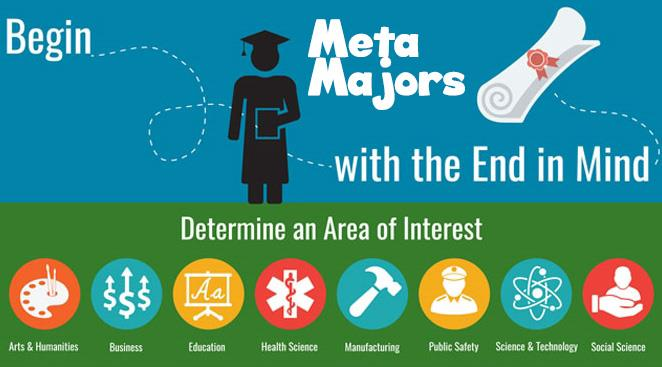 Begin
Meta
Majors
with the End in Mind
Determine an Area of Interest
Aa
Arts & Humanities
Business
Education
Health Science
Manufacturing
Public Safety
Science & Technology
Social Science